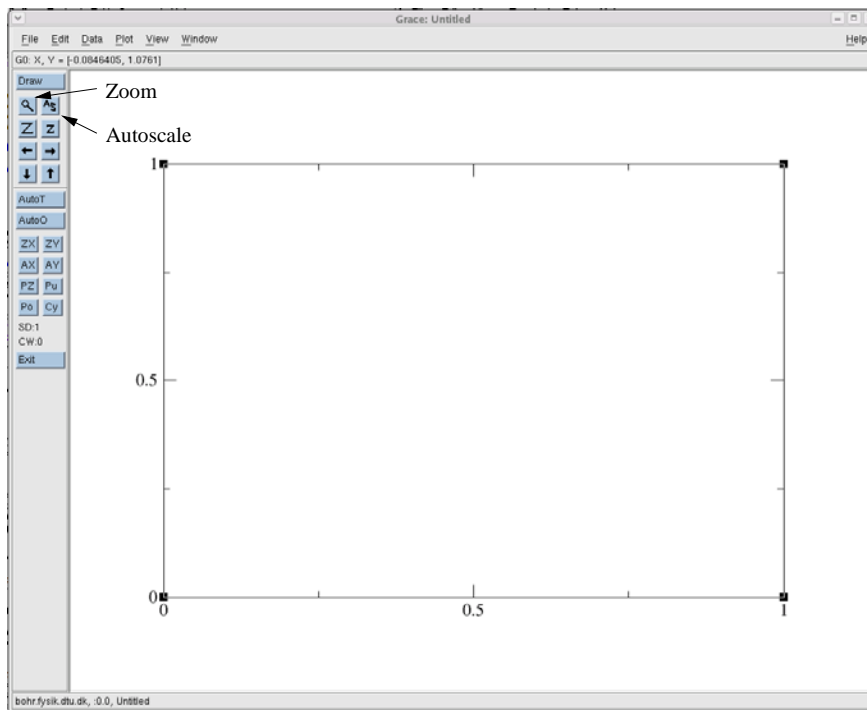 Grace: Untitled
File Edit Data Plot View Window Help
G0: X, Y = [-0.0846405, 1.0761]
Draw
Zoom
AS
Autoscale
Z z
AutoT
AutoO
ZX ZY
AX AY
PZ Pu
Po Cy
SD:1
CW:0
Exit
1
0.5
0
0 0.5 1
bohr.fysik.dtu.dk, :0.0, Untitled